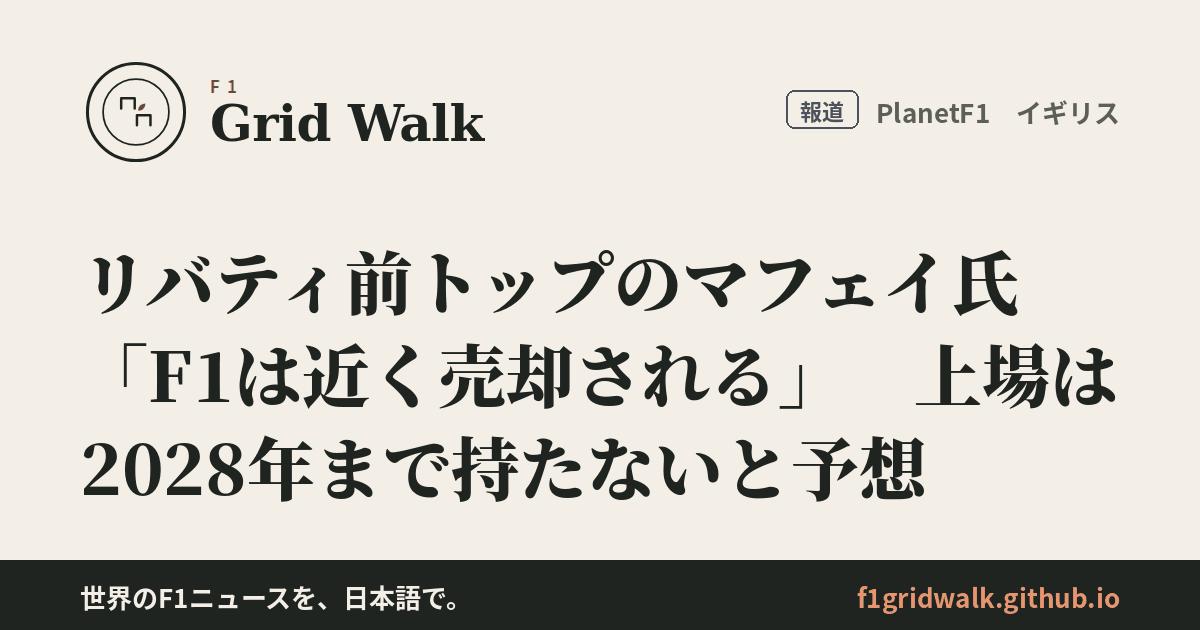 F1
Grid Walk
報道 PlanetF1 イギリス
リバティ前トップのマフェイ氏
「F1は近く売却される」 上場は
2028年まで持たないと予想
世界のF1ニュースを、日本語で。
f1gridwalk.github.io